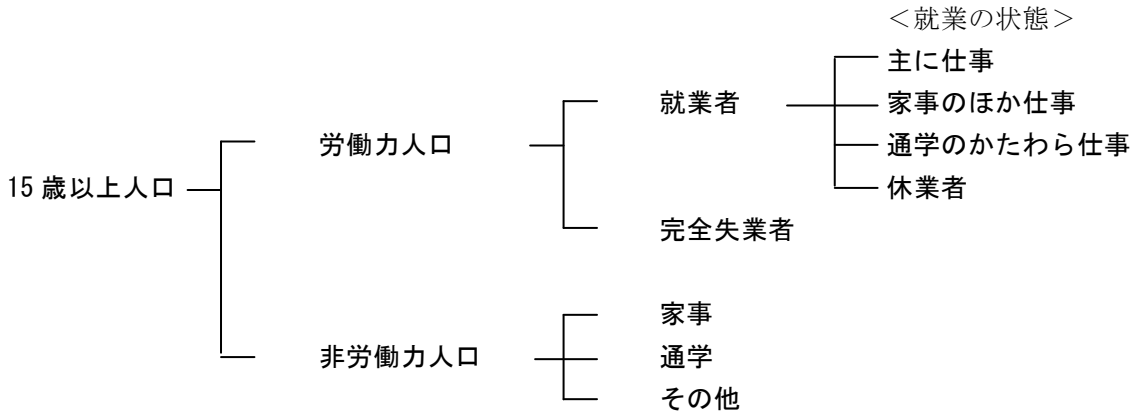 ＜就業の状態＞
主に仕事
就業者
家事のほか仕事
労働力人口
通学のかたわら仕事
15 歳以上人口
休業者
完全失業者
家事
非労働力人口
通学
その他